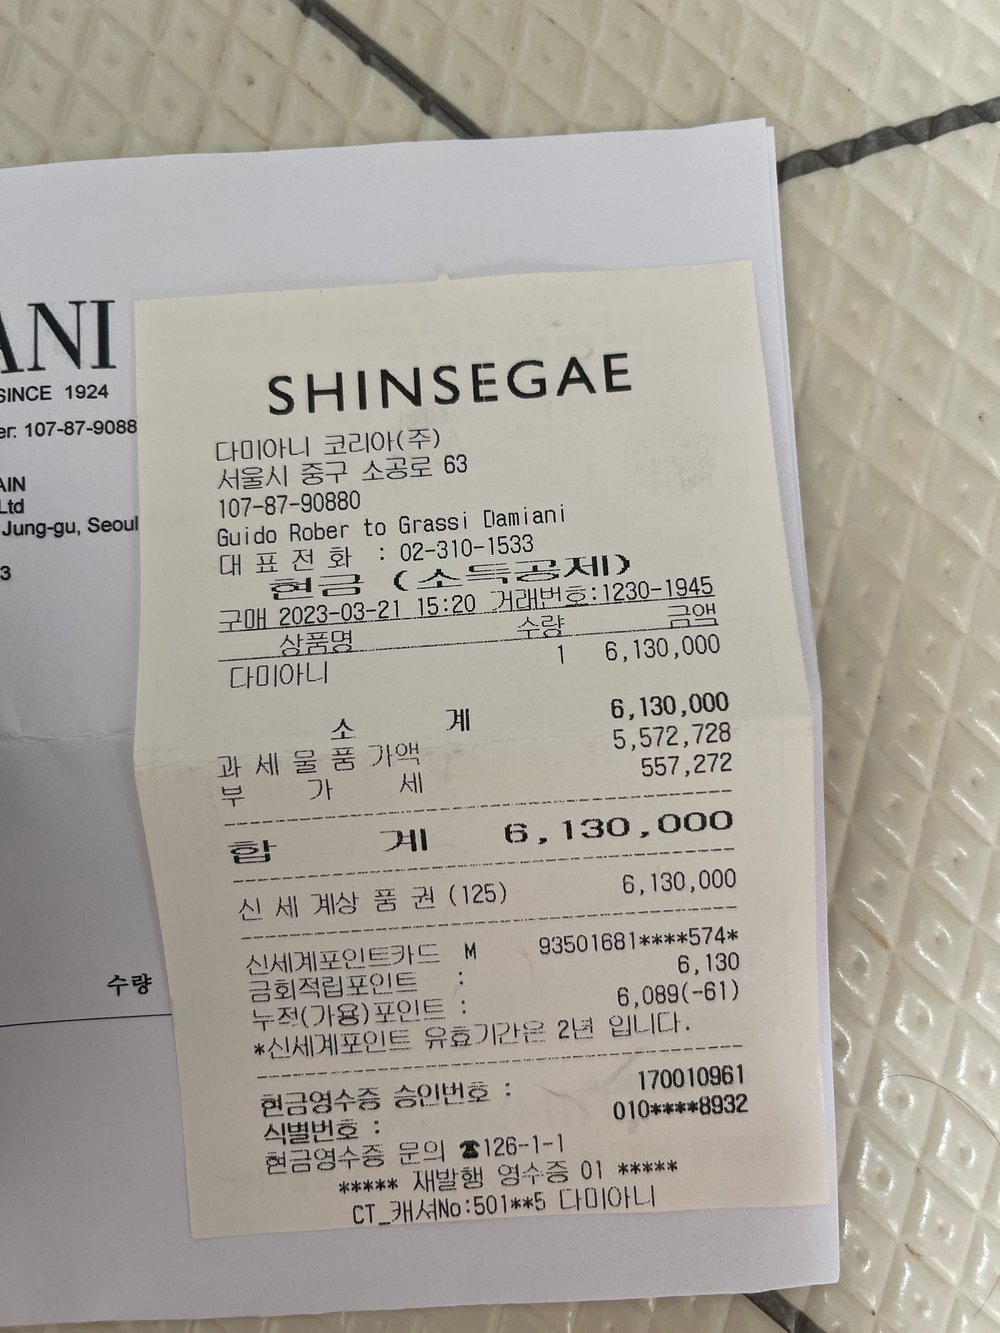 ANI
SINCE 1924
er: 107-87-9088
AIN
Ltd
Jung-gu, Seoul
3
수량
SHINSEGAE
다미아니 코리아(주)
서울시 중구 소공로 63
107-87-90880
Guido Rober to Grassi Damiani
대 표 전 화 : 02-310-1533
현금 (소득공제)
구매 2023-03-21 15:20 거래번호:1230-1945
상품명 수량 금액
다미아니 1 6,130,000
소 계 6,130,000
과 세 물 품 가액 5,572,728
부 가 세 557,272
합 계 6,130,000
신 세 계상 품 권 (125) 6,130,000
신세계포인트카드 M 93501681****574*
금회적립포인트 : 6,130
누적(가용)포인트 : 6,089(-61)
*신세계포인트 유효기간은 2년 입니다.
현금영수증 승인번호 : 170010961
식별번호 : 010****8932
현금영수증 문의 ☎126-1-1
***** 재발행 영수증 01 *****
CT_캐셔No:501**5 다미아니